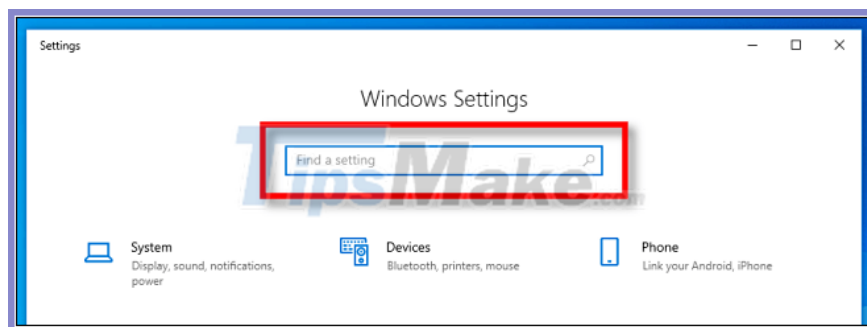 Settings
Windows Settings
Find a setting
TipsMake.com
System
Display, sound, notifications,
power
Devices
Bluetooth, printers, mouse
Phone
Link your Android, iPhone